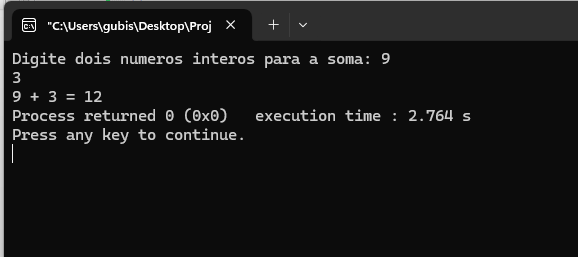 "C:\Users\gubis\Desktop\Proj
Digite dois numeros interos para a soma: 9
3
9 + 3 = 12
Process returned 0 (0x0)   execution time : 2.764 s
Press any key to continue.